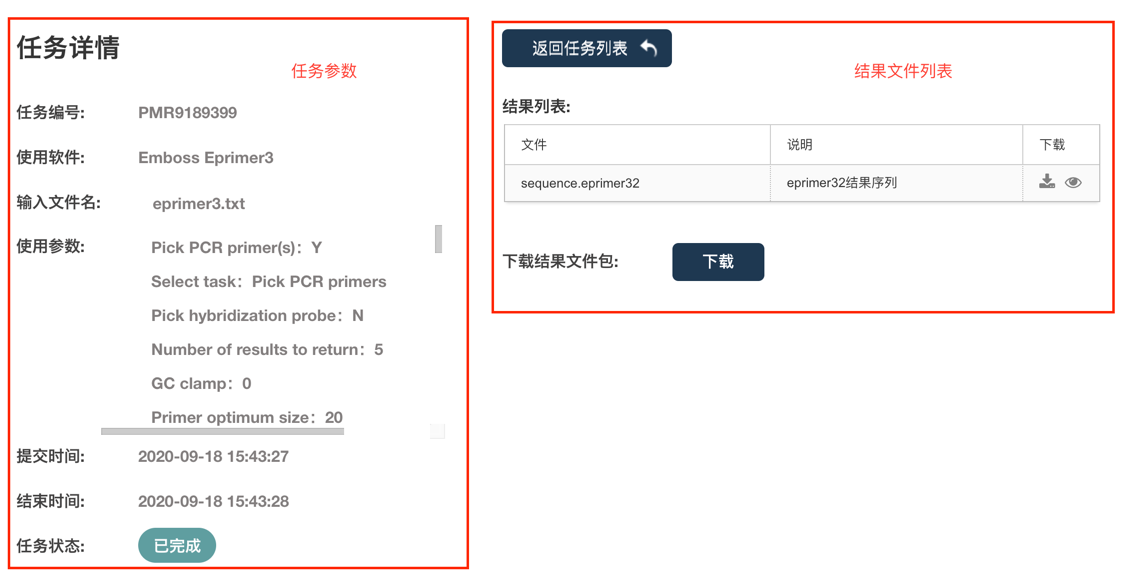 任务详情
任务参数
任务编号: PMR9189399
使用软件: Emboss Eprimer3
输入文件名: eprimer3.txt
使用参数: Pick PCR primer(s)：Y
Select task：Pick PCR primers
Pick hybridization probe：N
Number of results to return：5
GC clamp：0
Primer optimum size：20
提交时间: 2020-09-18 15:43:27
结束时间: 2020-09-18 15:43:28
任务状态: 已完成
返回任务列表
结果文件列表
结果列表:
文件 说明 下载
sequence.eprimer32 eprimer32结果序列
下载结果文件包: 下载